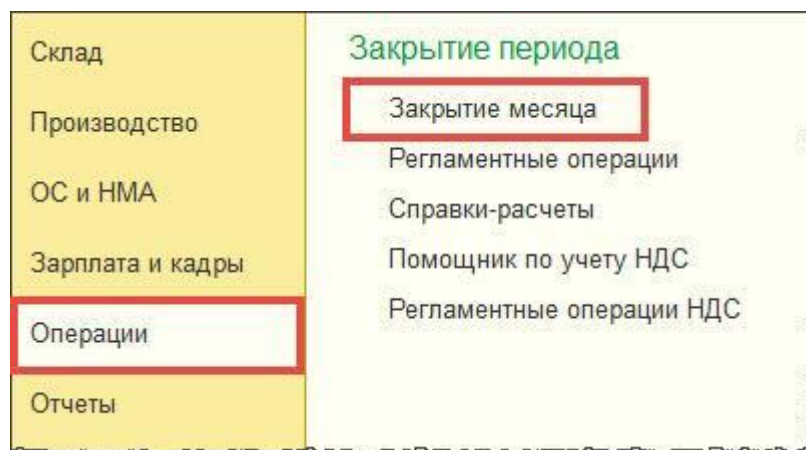 Склад
Производство
ОС и НМА
Зарплата и кадры
Операции
Отчеты
Закрытие периода
Закрытие месяца
Регламентные операции
Справки-расчеты
Помощник по учету НДС
Регламентные операции НДС